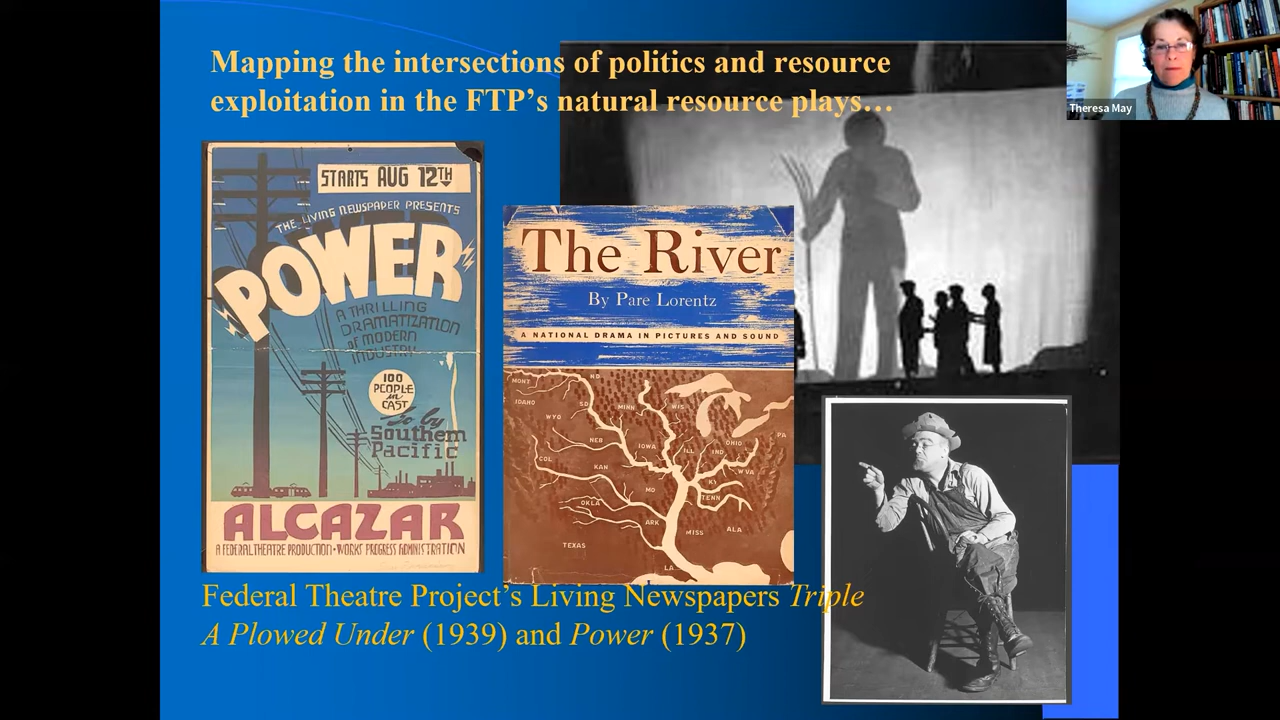 Mapping the intersections of politics and resource
exploitation in the FTP's natural resource plays…
Theresa May
STARTS AUG 12TH
THE LIVING NEWSPAPER PRESENTS
POWER
A THRILLING
DRAMATIZATION
of MODERN
INDUSTRY
100
PEOPLE
in
CAST
Go by
Southern
Pacific
ALCAZAR
A FEDERAL THEATRE PRODUCTION • WORKS PROGRESS ADMINISTRATION
The River
By Pare Lorentz
A NATIONAL DRAMA IN PICTURES AND SOUND
MONT
ND
IDAHO
SD
MINN
WIS
WYO
PA
NEB
IOWA
ILL
IND
OHIO
COL
KAN
MO
KY
W VA
TENN
OKLA
ARK
MISS
ALA
TEXAS
LA
Federal Theatre Project's Living Newspapers Triple
A Plowed Under (1939) and Power (1937)